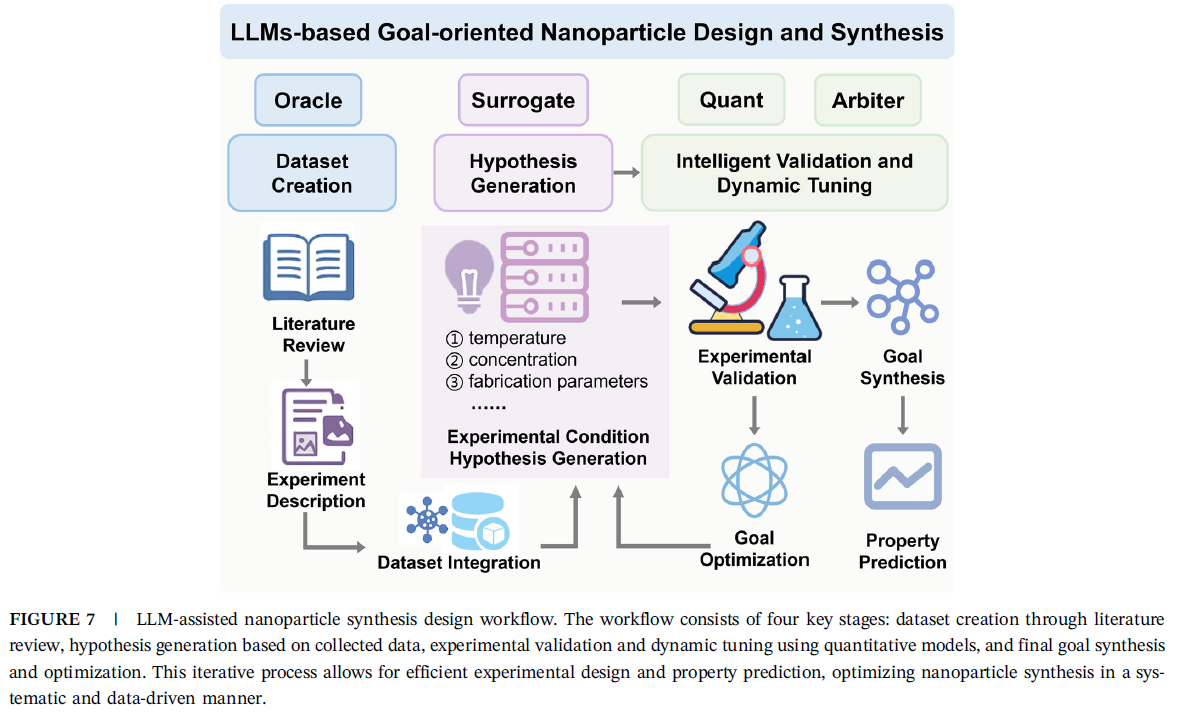 LLMs-based Goal-oriented Nanoparticle Design and Synthesis
Oracle
Surrogate
Quant
Arbiter
Dataset
Creation
Hypothesis
Generation
Intelligent Validation and
Dynamic Tuning
Literature
Review
Experiment
Description
Dataset Integration
① temperature
② concentration
③ fabrication parameters
......
Experimental Condition
Hypothesis Generation
Experimental
Validation
Goal
Synthesis
Goal
Optimization
Property
Prediction
FIGURE 7 | LLM-assisted nanoparticle synthesis design workflow. The workflow consists of four key stages: dataset creation through literature
review, hypothesis generation based on collected data, experimental validation and dynamic tuning using quantitative models, and final goal synthesis
and optimization. This iterative process allows for efficient experimental design and property prediction, optimizing nanoparticle synthesis in a sys-
tematic and data-driven manner.